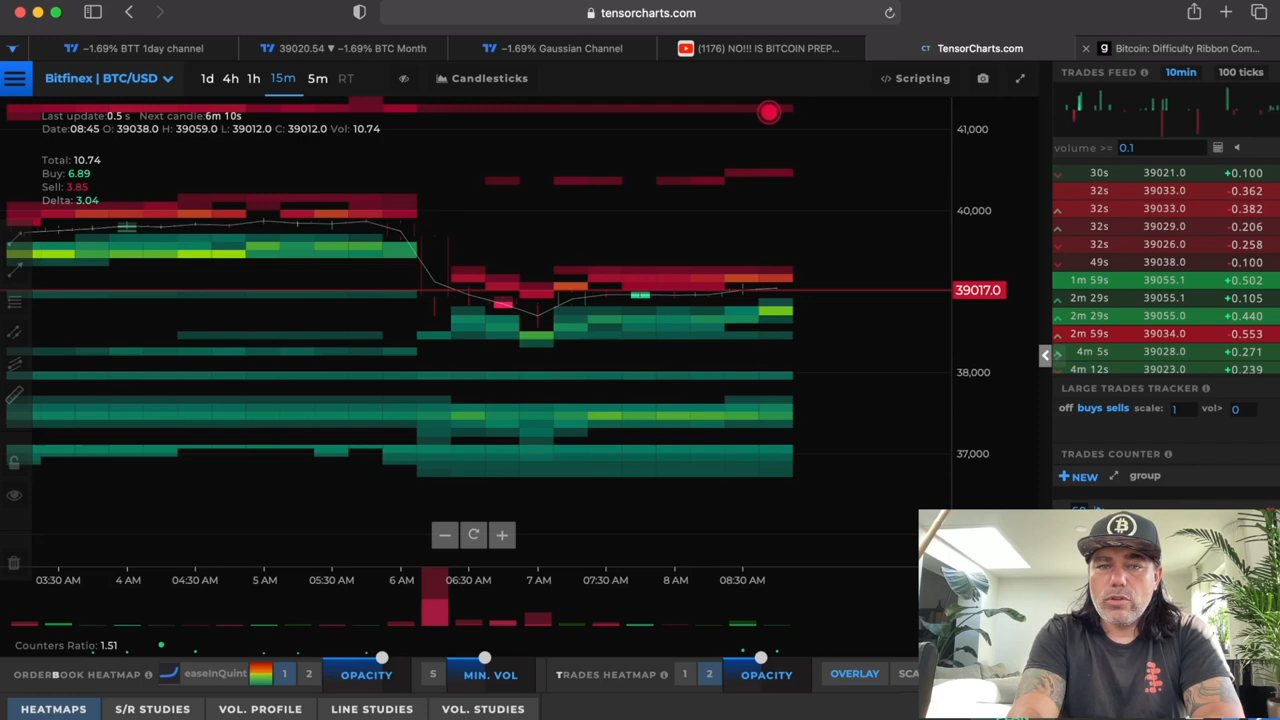 tensorcharts.com
−1.69% BTT 1day channel
39020.54 ▼ −1.69% BTC Month
−1.69% Gaussian Channel
(1176) NO!!! IS BITCOIN PREP...
CT TensorCharts.com
g Bitcoin: Difficulty Ribbon Com...
Bitfinex | BTC/USD
1d 4h 1h 15m 5m RT
Candlesticks
</> Scripting
TRADES FEED 10min 100 ticks
Last update:0.5 s Next candle:6m 10s
Date:08:45 O: 39038.0 H: 39059.0 L: 39012.0 C: 39012.0 Vol: 10.74
Total: 10.74
Buy: 6.89
Sell: 3.85
Delta: 3.04
41,000
40,000
39017.0
38,000
37,000
volume >= 0.1
30s 39021.0 +0.100
32s 39033.0 -0.362
32s 39033.0 -0.382
32s 39029.0 -0.206
32s 39026.0 -0.258
49s 39038.0 -0.100
1m 59s 39055.1 +0.502
2m 29s 39055.1 +0.105
2m 29s 39055.0 +0.440
2m 59s 39034.0 -0.553
4m 5s 39028.0 +0.271
4m 12s 39023.0 +0.239
LARGE TRADES TRACKER
off buys sells scale: 1 vol> 0
TRADES COUNTER
+NEW group
03:30 AM 4 AM 04:30 AM 5 AM 05:30 AM 6 AM 06:30 AM 7 AM 07:30 AM 8 AM 08:30 AM
Counters Ratio: 1.51
ORDERBOOK HEATMAP easeInQuint 1 2 OPACITY S MIN. VOL TRADES HEATMAP 1 2 OPACITY OVERLAY SCA
HEATMAPS S/R STUDIES VOL. PROFILE LINE STUDIES VOL. STUDIES